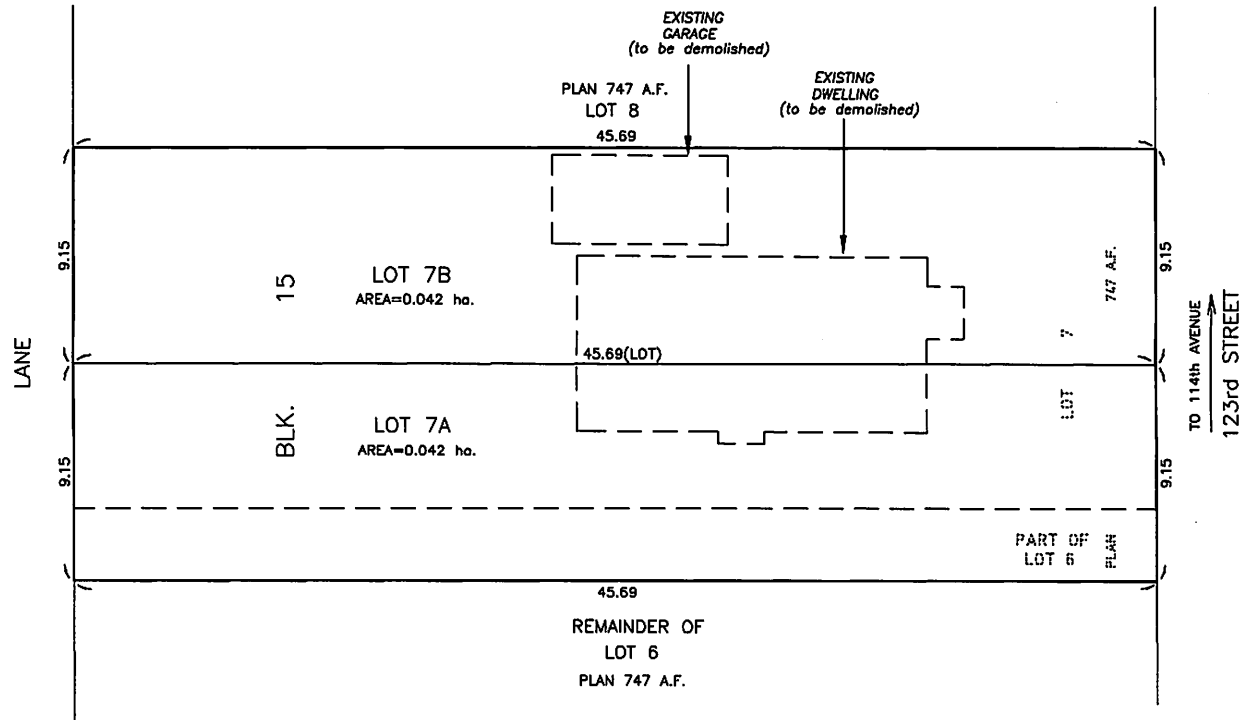 EXISTING
GARAGE
(to be demolished)
EXISTING
DWELLING
(to be demolished)
PLAN 747 A.F.
LOT 8
45.69
9.15
LANE
15
LOT 7B
AREA=0.042 ha.
747 A.F.
9.15
45.69(LOT)
7
LOT
TO 114th AVENUE
123rd STREET
BLK.
LOT 7A
AREA=0.042 ha.
9.15
9.15
PART OF
LOT 6
PLAN
45.69
REMAINDER OF
LOT 6
PLAN 747 A.F.